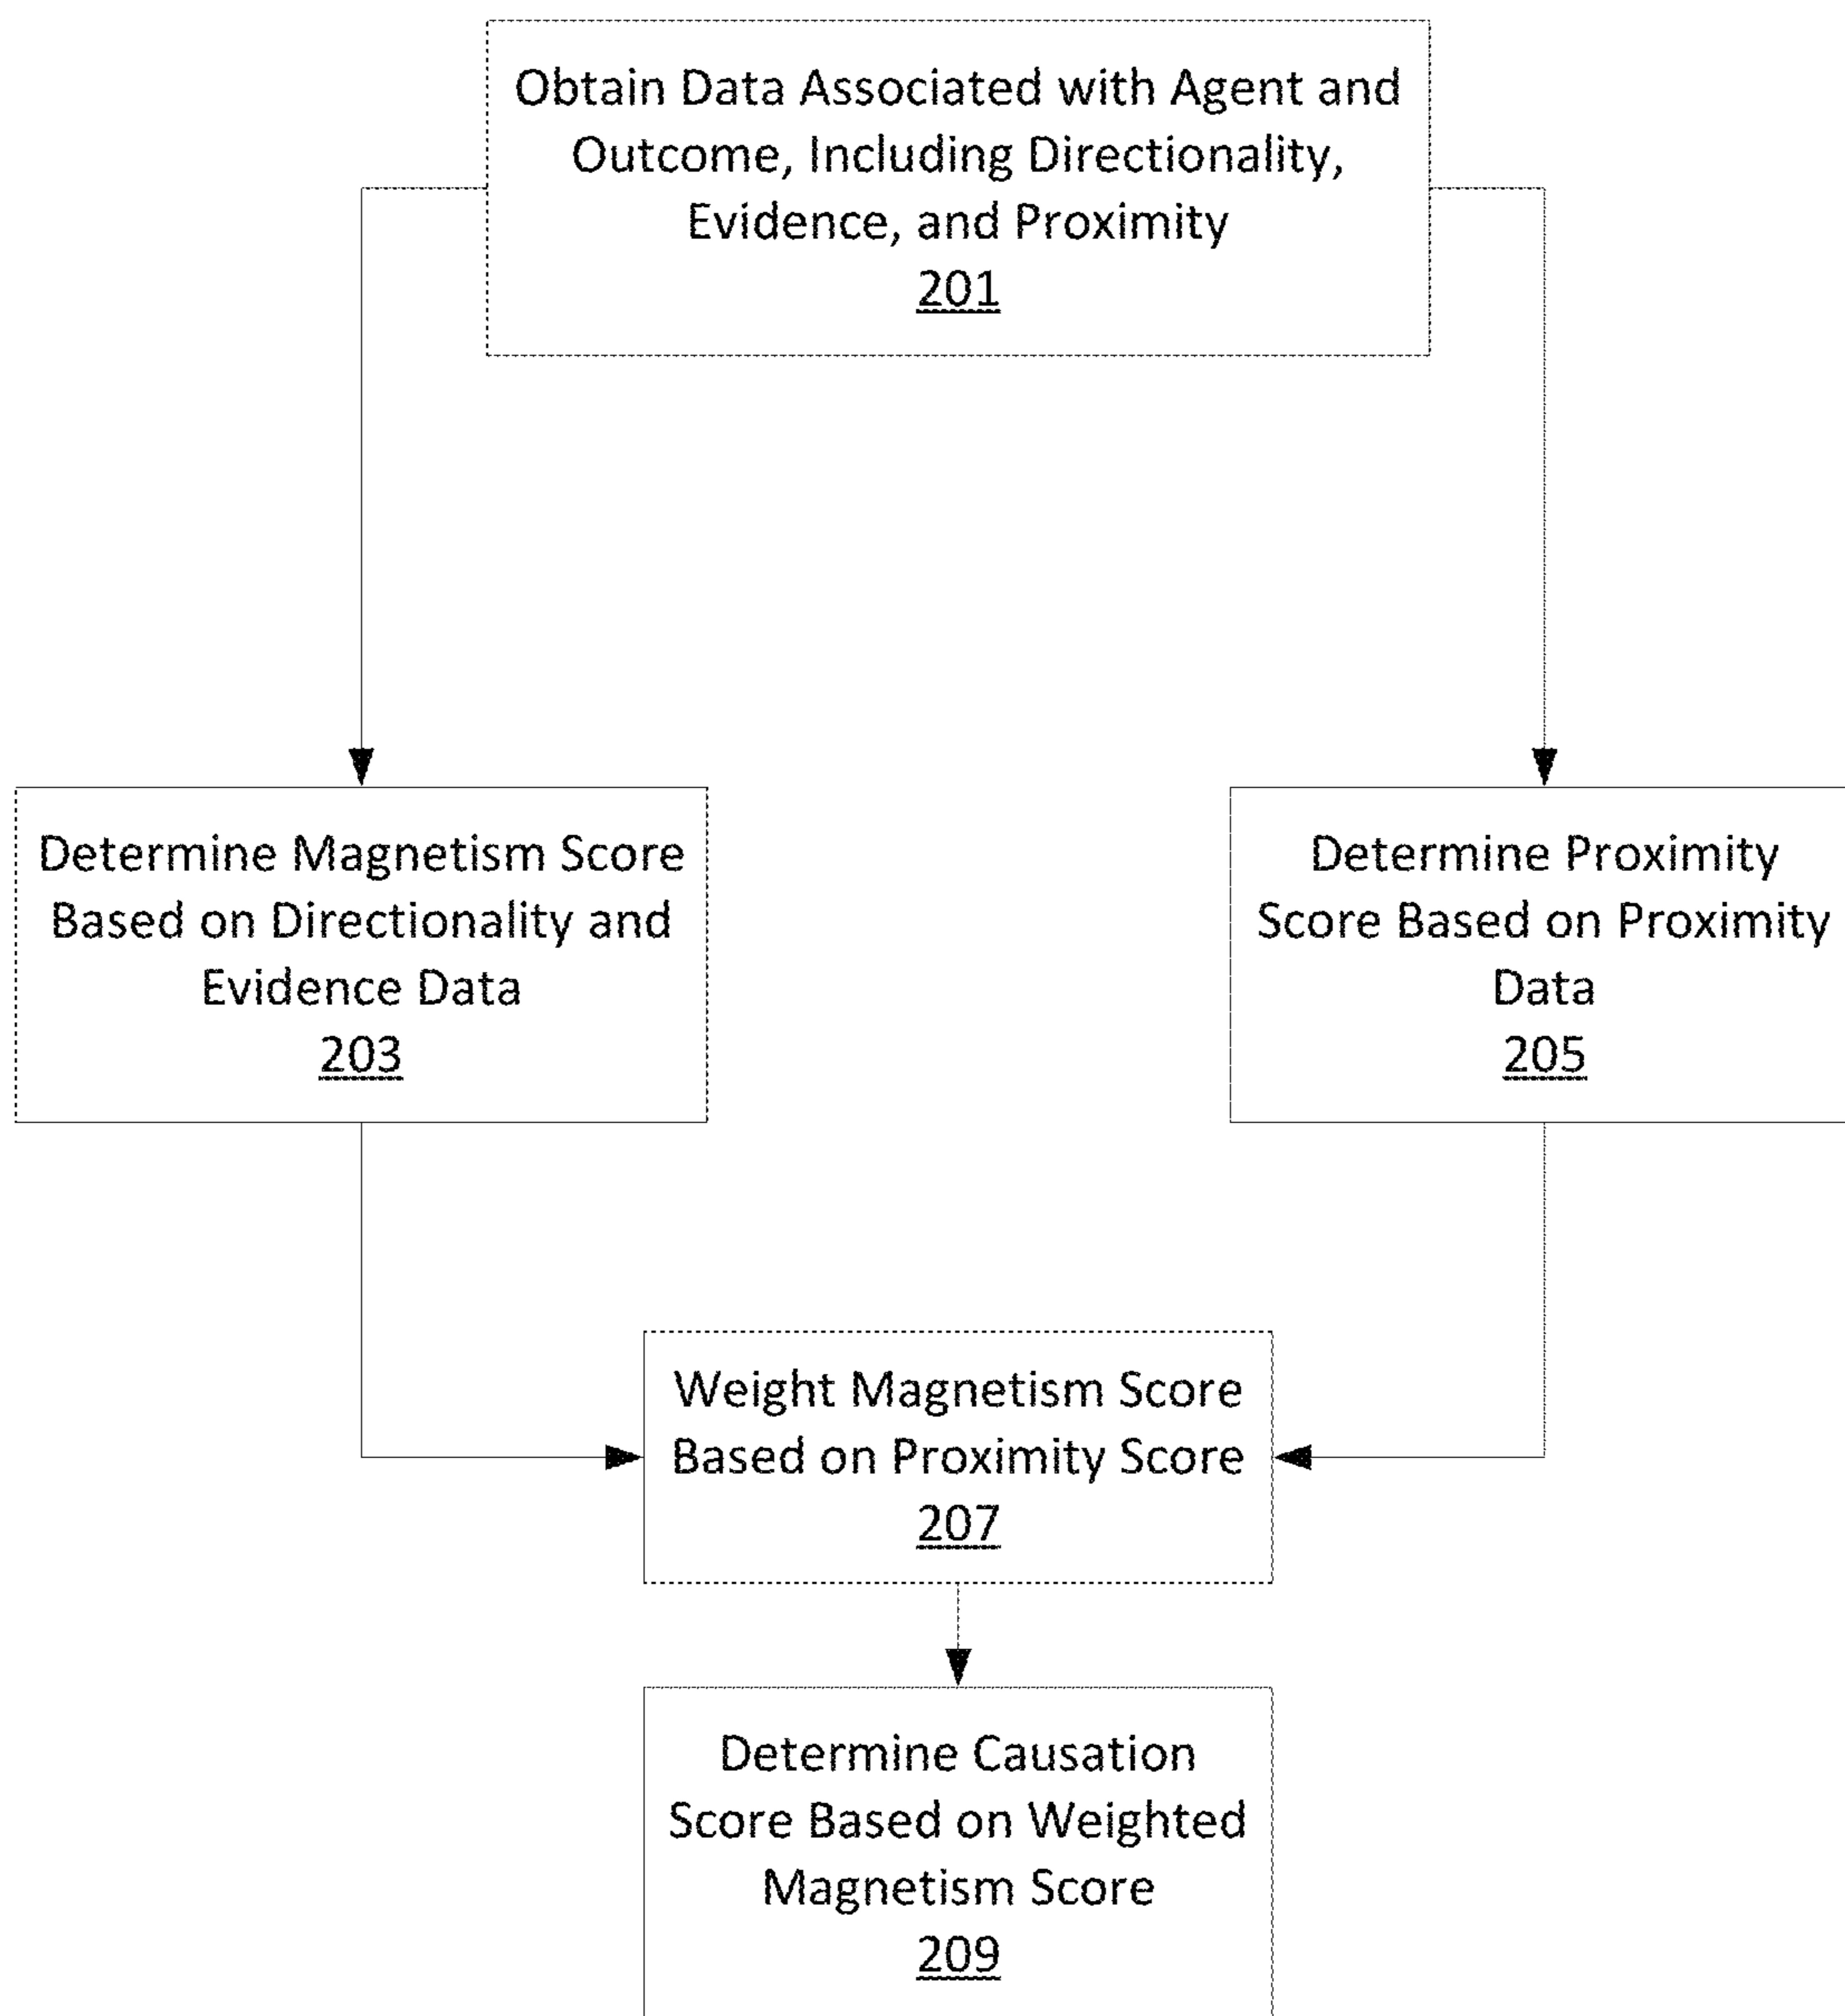 Obtain Data Associated with Agent and
Outcome, Including Directionality,
Evidence, and Proximity
201
Determine Magnetism Score
Based on Directionality and
Evidence Data
203
Determine Proximity
Score Based on Proximity
Data
205
Weight Magnetism Score
Based on Proximity Score
207
Determine Causation
Score Based on Weighted
Magnetism Score
209